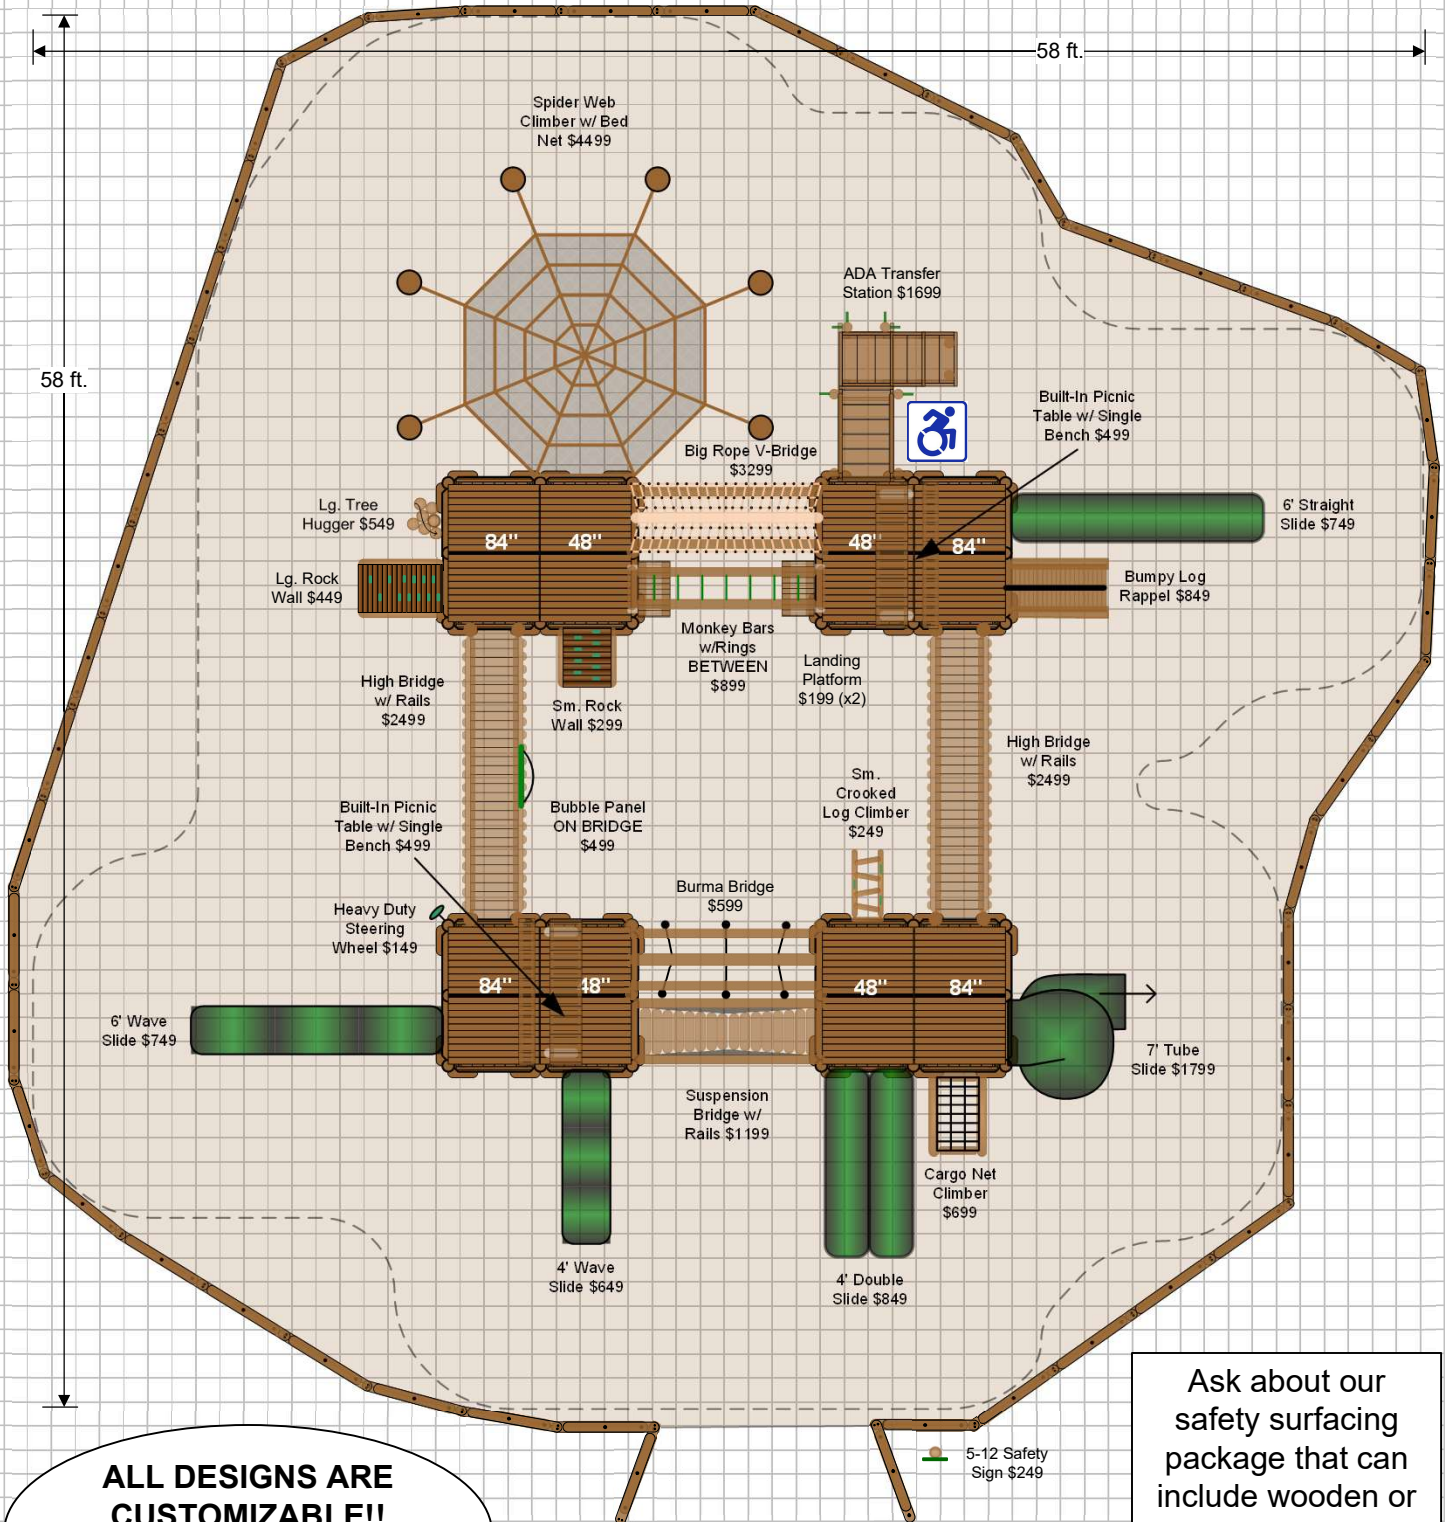 58 ft.
Spider Web
Climber w/ Bed
Net $4499
ADA Transfer
Station $1699
58 ft.
Built-In Picnic
Table w/ Single
Bench $499
Big Rope V-Bridge
$3299
Lg. Tree
Hugger $549
6' Straight
Slide $749
84"
48"
48"
84"
Lg. Rock
Wall $449
Bumpy Log
Rappel $849
Monkey Bars
w/Rings
BETWEEN
$899
Landing
Platform
$199 (x2)
High Bridge
w/ Rails
$2499
Sm. Rock
Wall $299
High Bridge
w/ Rails
$2499
Sm.
Crooked
Log Climber
$249
Built-In Picnic
Table w/ Single
Bench $499
Bubble Panel
ON BRIDGE
$499
Burma Bridge
$599
Heavy Duty
Steering
Wheel $149
84"
48"
48"
84"
6' Wave
Slide $749
7' Tube
Slide $1799
Suspension
Bridge w/
Rails $1199
Cargo Net
Climber
$699
4' Wave
Slide $649
4' Double
Slide $849
5-12 Safety
Sign $249
ALL DESIGNS ARE
CUSTOMIZABLE!!
Ask about our
safety surfacing
package that can
include wooden or